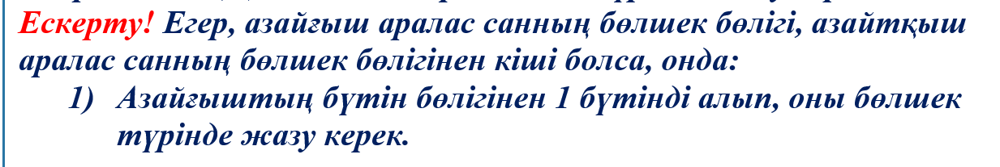 Ескерту! Егер, азайғыш аралас санның бөлшек бөлігі, азайтқыш
аралас санның бөлшек бөлігінен кіші болса, онда:
1) Азайғыштың бүтін бөлігінен 1 бүтінді алып, оны бөлшек
түрінде жазу керек.